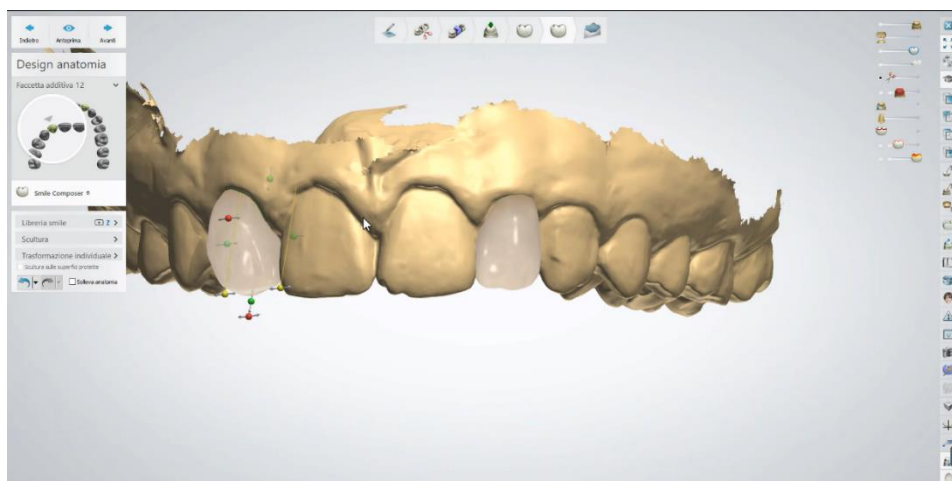 Indietro Anteprima Avanti
Design anatomia
Faccetta additiva 12
Smile Composer
Libreria smile
Scultura
Trasformazione individuale
Scultura sulle superfici protette
Solleva anatomia